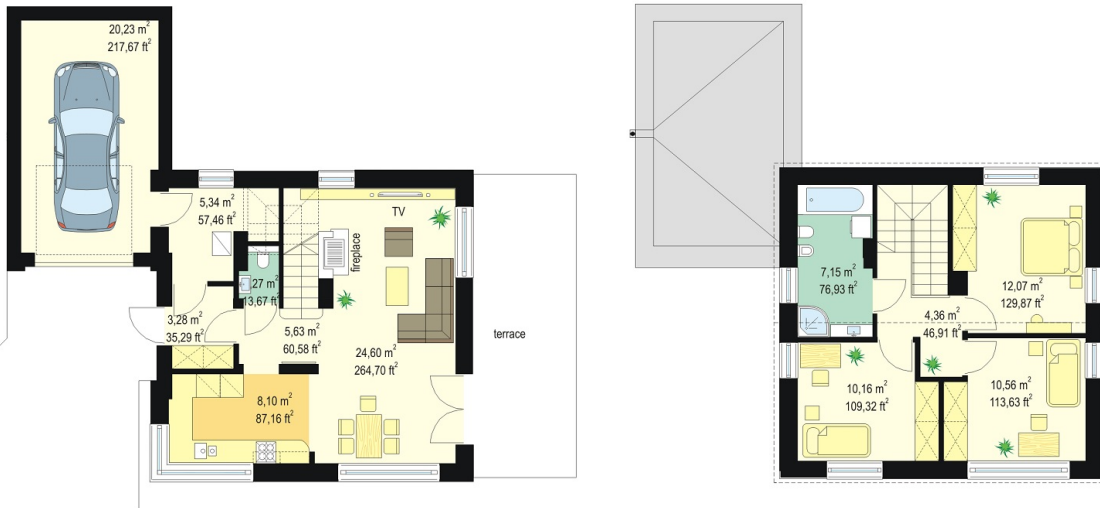 20,23 m²
217,67 ft²
5,34 m²
57,46 ft²
TV
fireplace
27 m²
13,67 ft²
3,28 m²
35,29 ft²
5,63 m²
60,58 ft²
24,60 m²
264,70 ft²
terrace
8,10 m²
87,16 ft²
7,15 m²
76,93 ft²
12,07 m²
129,87 ft²
4,36 m²
46,91 ft²
10,16 m²
109,32 ft²
10,56 m²
113,63 ft²